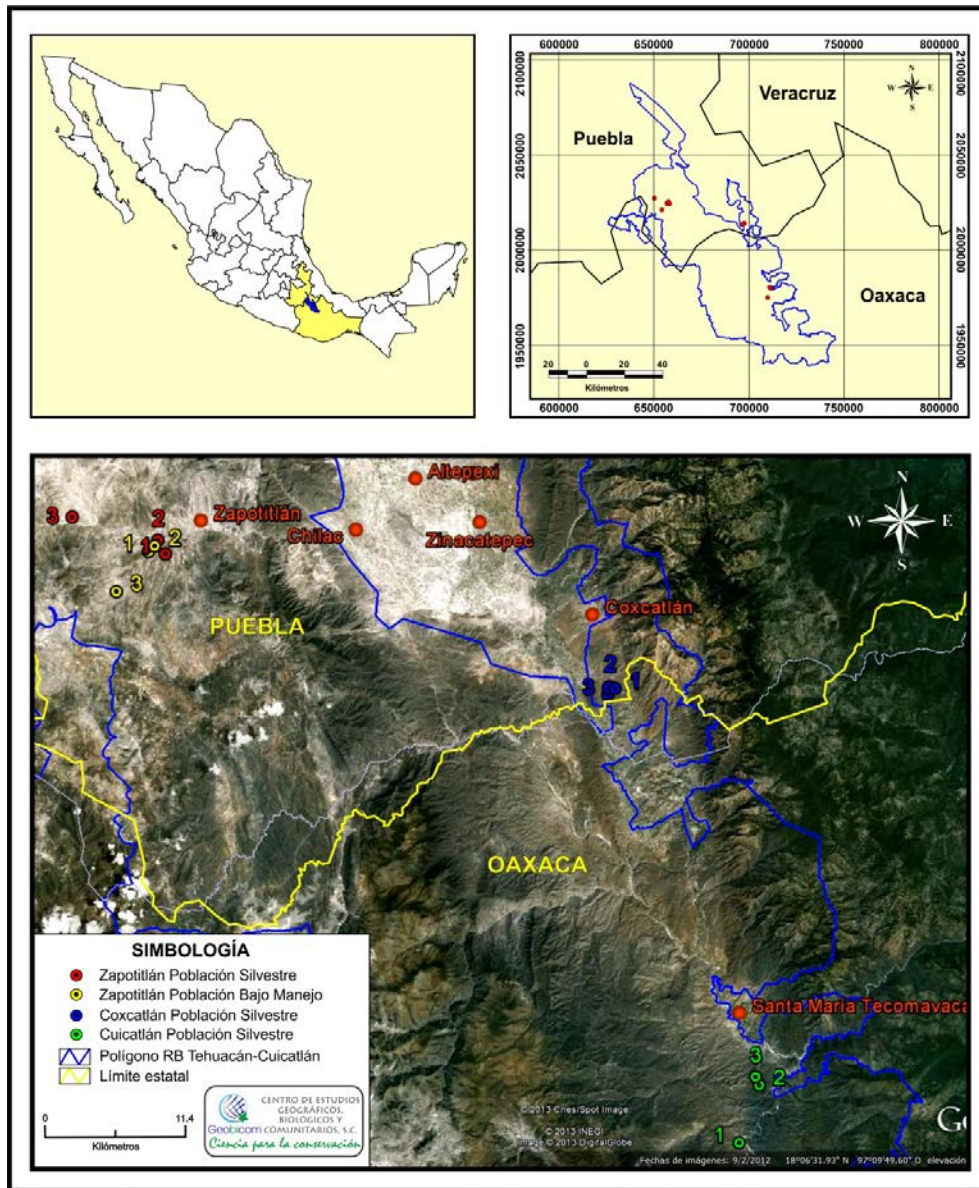 600000 650000 700000 750000 800000
2100000
2050000
2000000
1950000
N
W E
S
Veracruz
Puebla
Oaxaca
20 0 20 40
Kilómetros
600000 650000 700000 750000 800000
2100000
2050000
2000000
1950000
Altepexi
N
W E
S
3
2
Zapotitlán
Chilac
Zinacatepec
1
2
1
3
PUEBLA
Coxcatlán
2
3
1
OAXACA
SIMBOLOGÍA
Zapotitlán Población Silvestre
Zapotitlán Población Bajo Manejo
Coxcatlán Población Silvestre
Cuicatlán Población Silvestre
Polígono RB Tehuacán-Cuicatlán
Límite estatal
0 11.4
Kilómetros
Geobicom
CENTRO DE ESTUDIOS
GEOGRÁFICOS,
BIOLÓGICOS Y
COMUNITARIOS, S.C.
Ciencia para la conservación
Santa María Tecomavaca
3
2
1
© 2013 Cnes/Spot Image
© 2013 INEGI
Image © 2013 DigitalGlobe
Go
Fechas de imágenes: 9/2/2012 18°06'31.93" N 97°09'49.60" O elevación